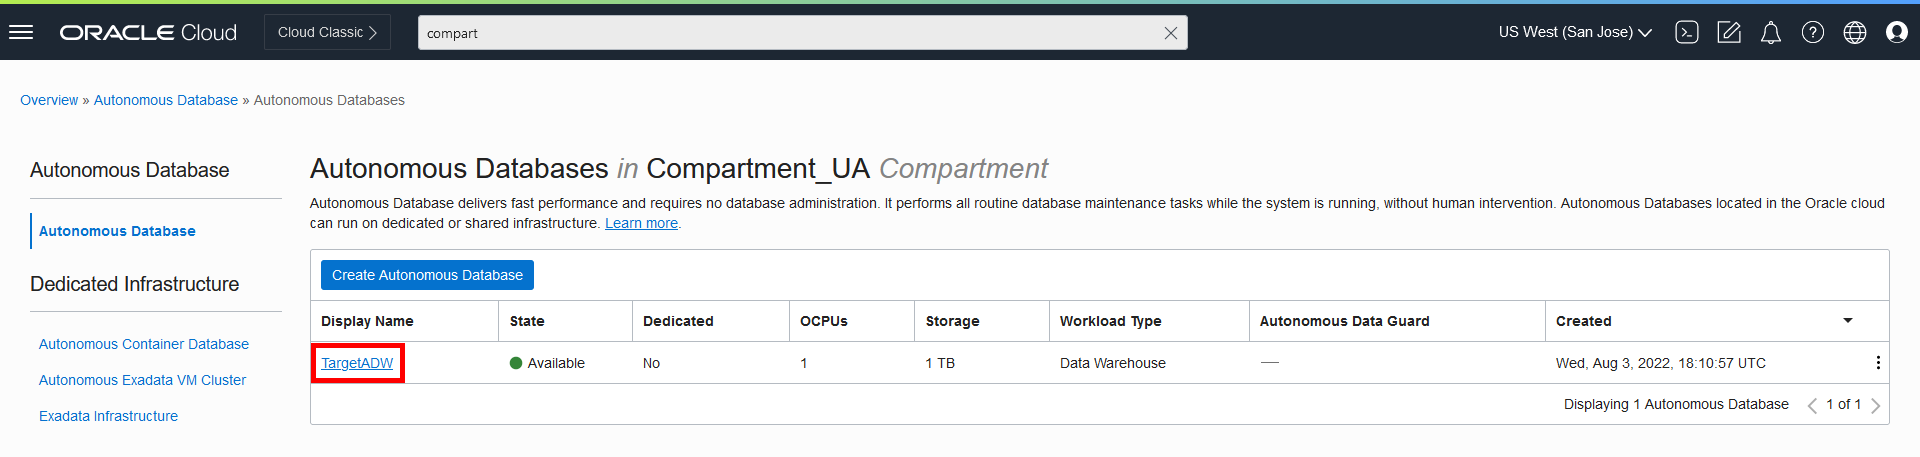 ORACLE Cloud Cloud Classic compart US West (San Jose)
Overview » Autonomous Database » Autonomous Databases
Autonomous Database
Autonomous Database
Dedicated Infrastructure
Autonomous Container Database
Autonomous Exadata VM Cluster
Exadata Infrastructure
Autonomous Databases in Compartment_UA Compartment
Autonomous Database delivers fast performance and requires no database administration. It performs all routine database maintenance tasks while the system is running, without human intervention. Autonomous Databases located in the Oracle cloud
can run on dedicated or shared infrastructure. Learn more.
Create Autonomous Database
Display Name State Dedicated OCPUs Storage Workload Type Autonomous Data Guard Created
TargetADW Available No 1 1 TB Data Warehouse — Wed, Aug 3, 2022, 18:10:57 UTC
Displaying 1 Autonomous Database 1 of 1